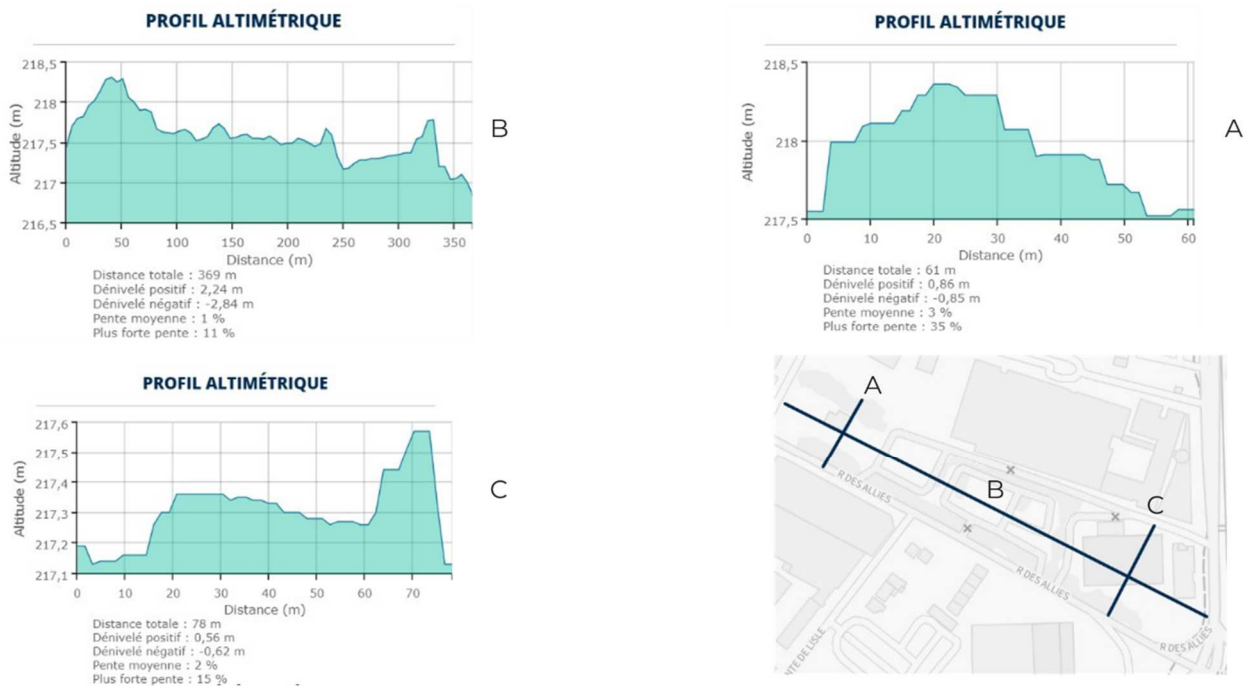 PROFIL ALTIMÉTRIQUE
218,5
218
217,5
217
216,5
Altitude (m)
0 50 100 150 200 250 300 350
Distance (m)
Distance totale : 369 m
Dénivelé positif : 2,24 m
Dénivelé négatif : -2,84 m
Pente moyenne : 1 %
Plus forte pente : 11 %
B
PROFIL ALTIMÉTRIQUE
218,5
218
217,5
Altitude (m)
0 10 20 30 40 50 60
Distance (m)
Distance totale : 61 m
Dénivelé positif : 0,86 m
Dénivelé négatif : -0,85 m
Pente moyenne : 3 %
Plus forte pente : 35 %
A
PROFIL ALTIMÉTRIQUE
217,6
217,5
217,4
217,3
217,2
217,1
Altitude (m)
0 10 20 30 40 50 60 70
Distance (m)
Distance totale : 78 m
Dénivelé positif : 0,56 m
Dénivelé négatif : -0,62 m
Pente moyenne : 2 %
Plus forte pente : 15 %
C
A
R DES ALLIES
B
C
R DES ALLIES
R DES ALLIES
NTE DE LISLE